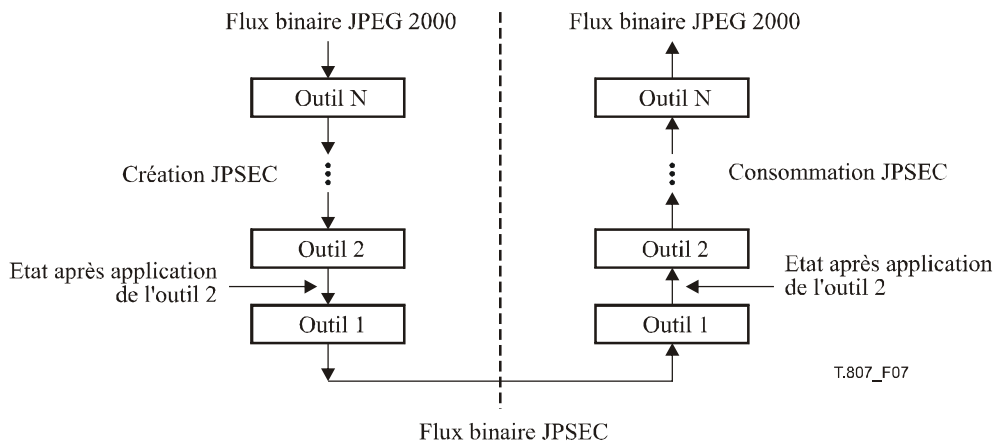 Flux binaire JPEG 2000
Outil N
Création JPSEC
Outil 2
Etat après application
de l'outil 2
Outil 1
Flux binaire JPEG 2000
Outil N
Consommation JPSEC
Outil 2
Etat après application
de l'outil 2
Outil 1
T.807_F07
Flux binaire JPSEC